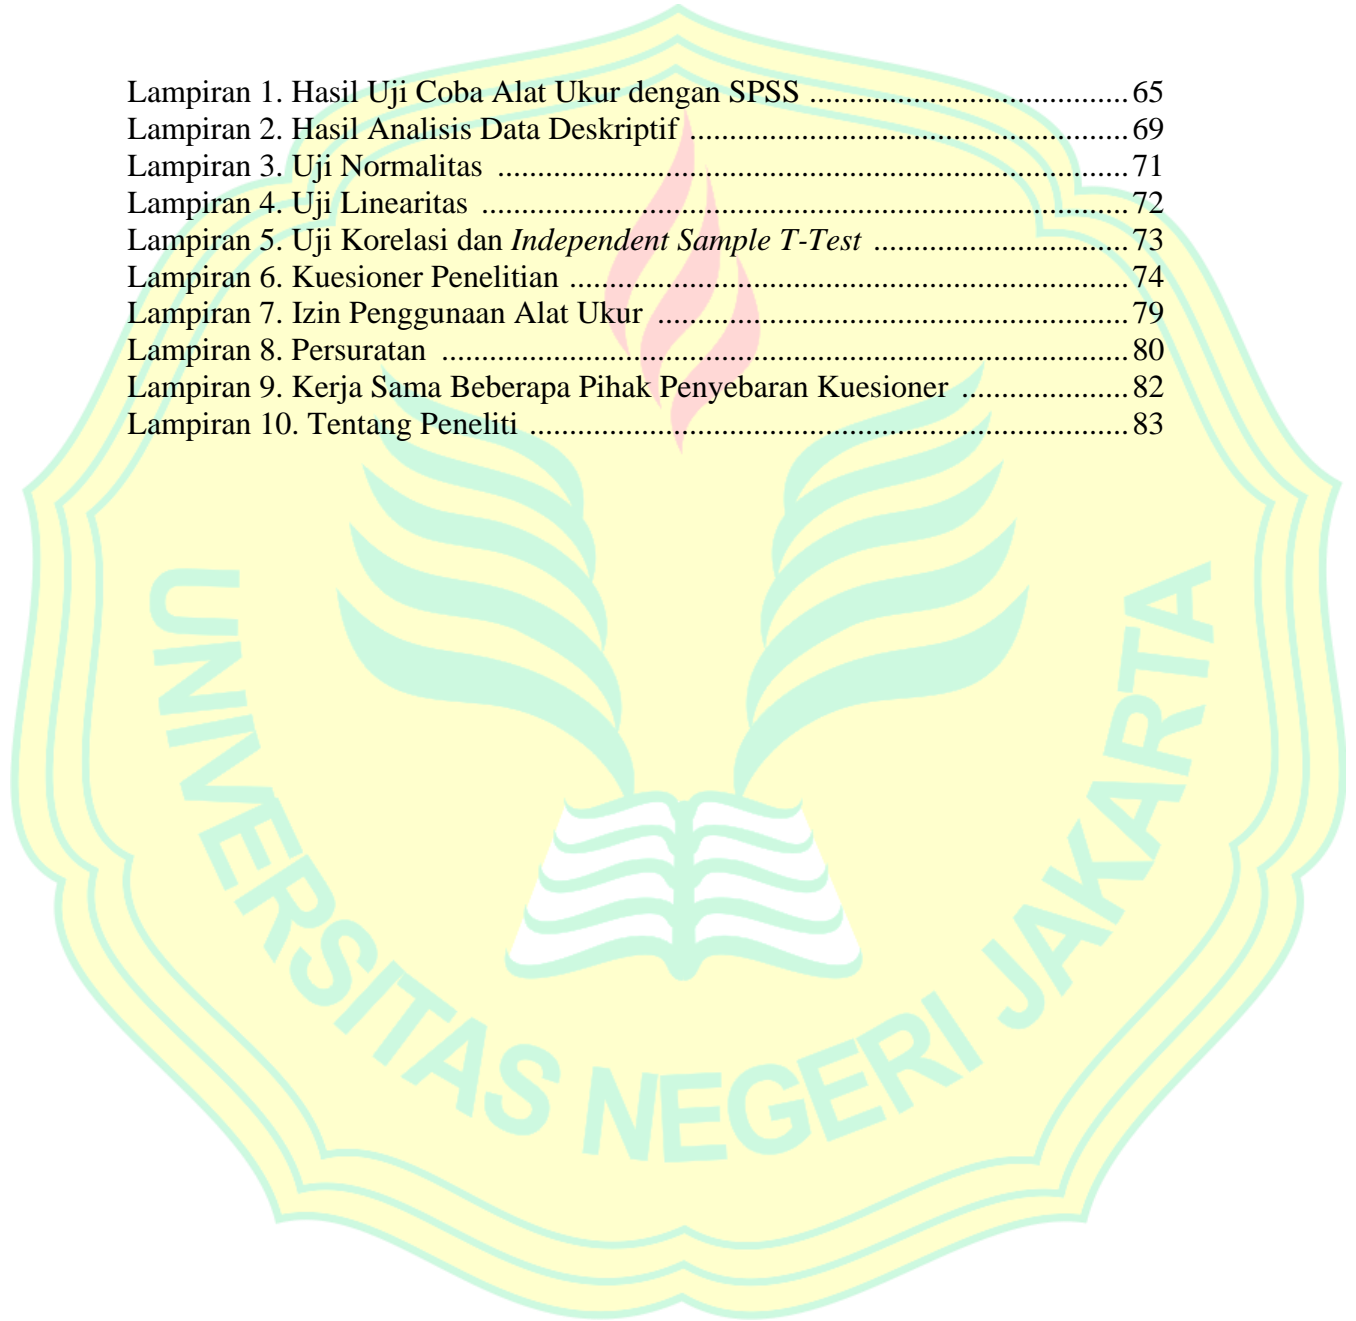 Lampiran 1. Hasil Uji Coba Alat Ukur dengan SPSS ........................................ 65
Lampiran 2. Hasil Analisis Data Deskriptif ....................................................... 69
Lampiran 3. Uji Normalitas ............................................................................... 71
Lampiran 4. Uji Linearitas ................................................................................. 72
Lampiran 5. Uji Korelasi dan Independent Sample T-Test ................................ 73
Lampiran 6. Kuesioner Penelitian ...................................................................... 74
Lampiran 7. Izin Penggunaan Alat Ukur ........................................................... 79
Lampiran 8. Persuratan ...................................................................................... 80
Lampiran 9. Kerja Sama Beberapa Pihak Penyebaran Kuesioner ..................... 82
Lampiran 10. Tentang Peneliti ........................................................................... 83
UNIVERSITAS NEGERI JAKARTA